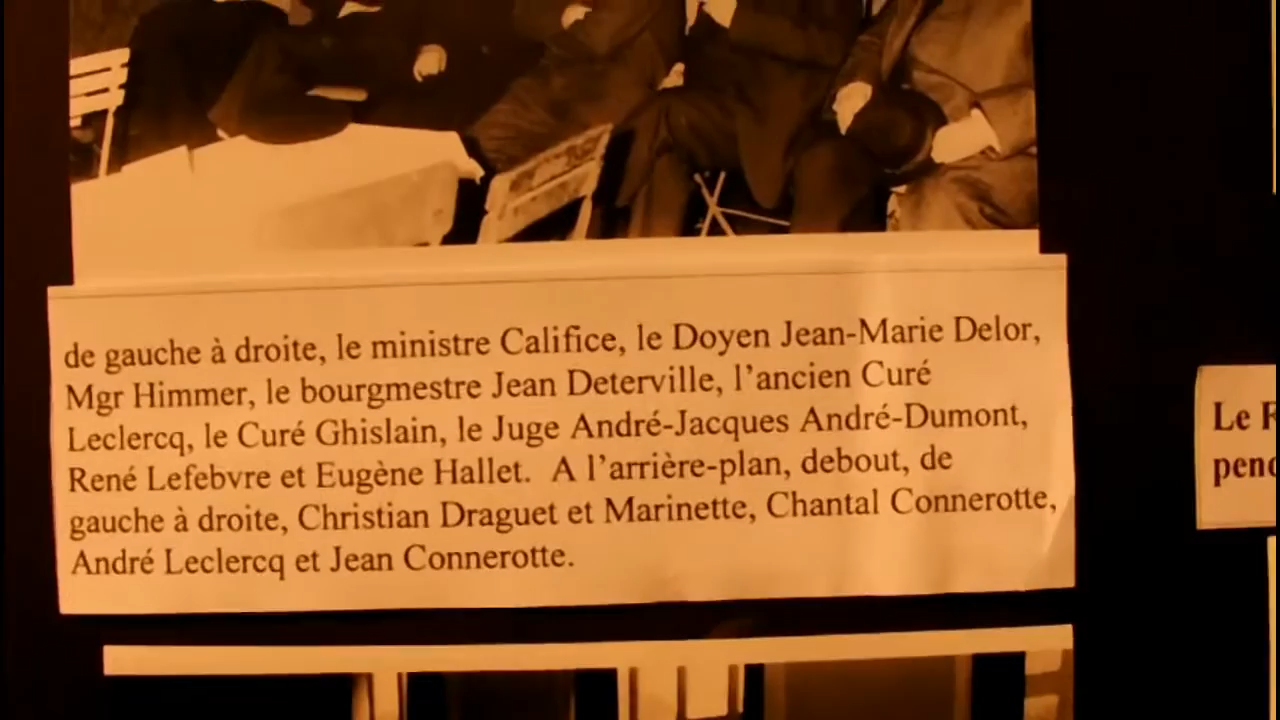 de gauche à droite, le ministre Califice, le Doyen Jean-Marie Delor,
Mgr Himmer, le bourgmestre Jean Deterville, l'ancien Curé
Leclercq, le Curé Ghislain, le Juge André-Jacques André-Dumont,
René Lefebvre et Eugène Hallet.  A l'arrière-plan, debout, de
gauche à droite, Christian Draguet et Marinette, Chantal Connerotte,
André Leclercq et Jean Connerotte.
Le